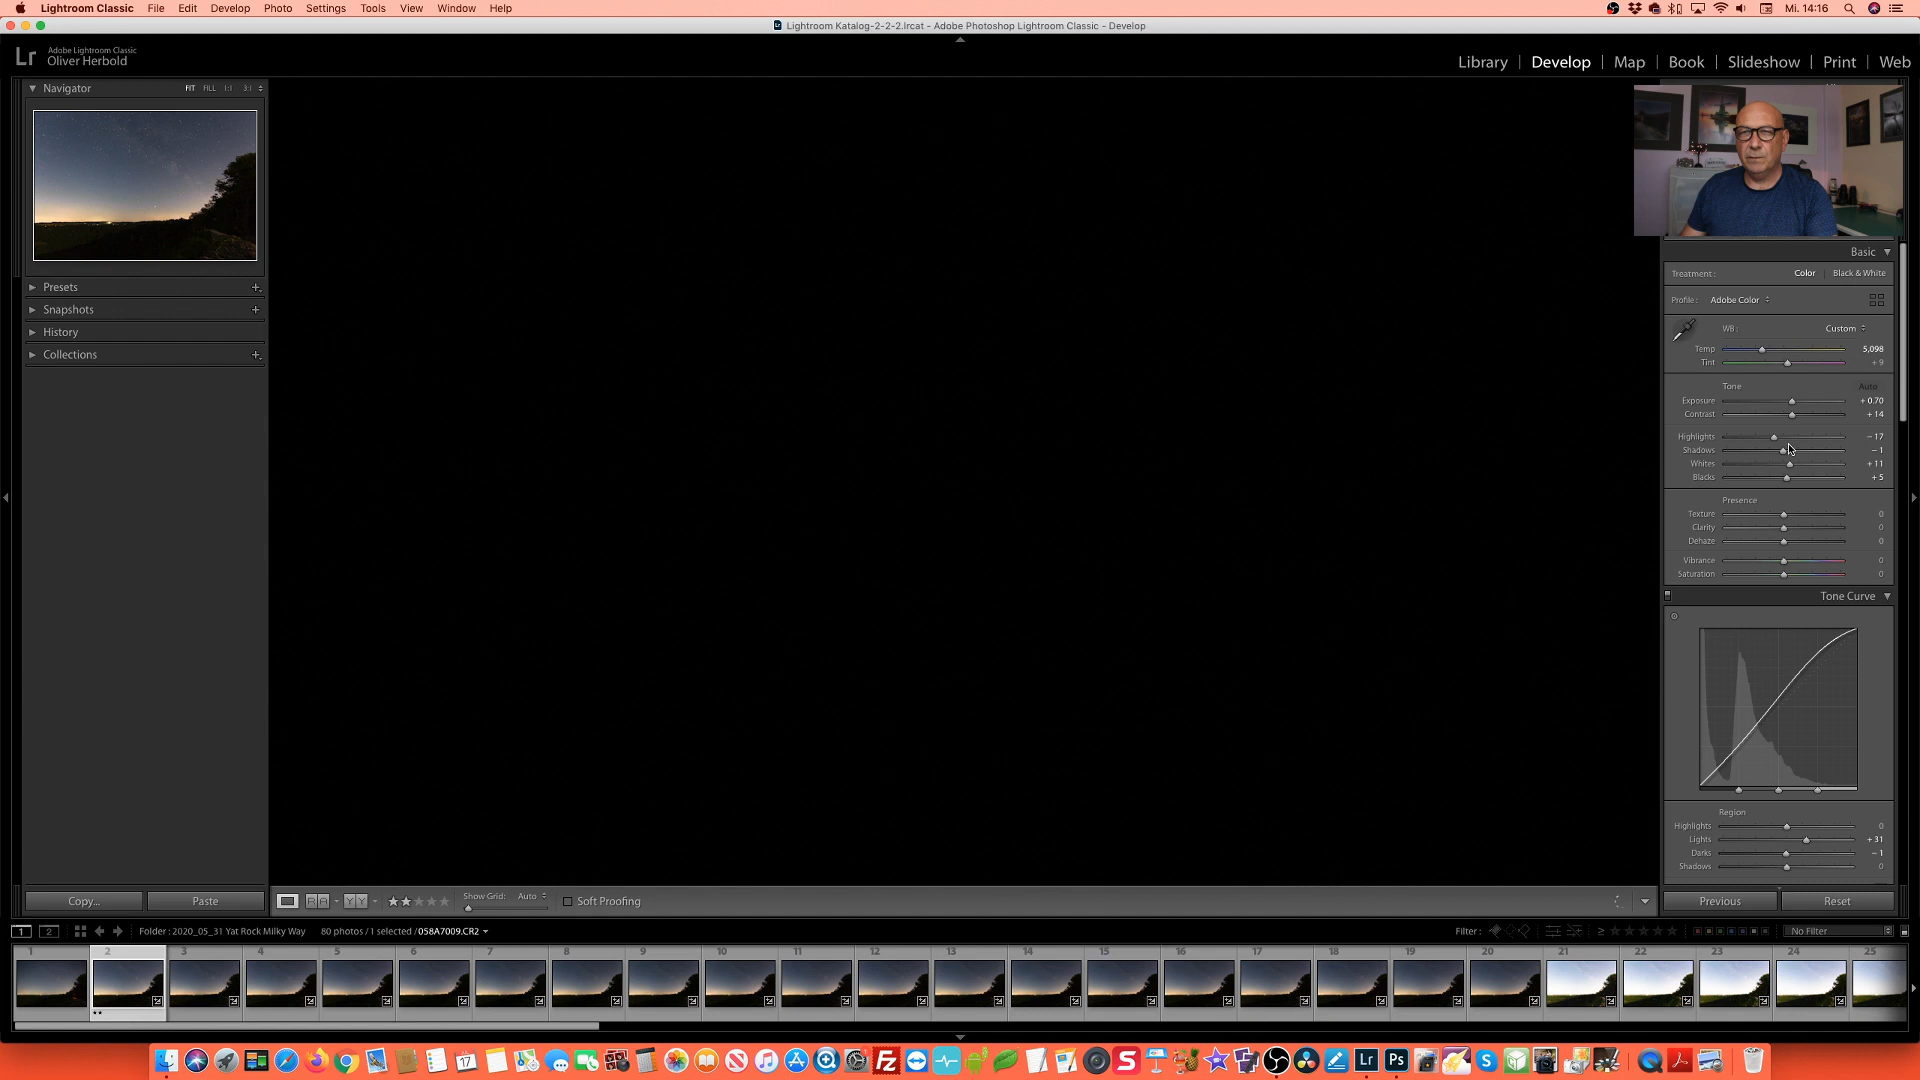 Lightroom Classic File Edit Develop Photo Settings Tools View Window Help Mi. 14:16
Lightroom Katalog-2-2-2.lrcat - Adobe Photoshop Lightroom Classic - Develop
Lr
Adobe Lightroom Classic
Oliver Herbold
Library | Develop | Map | Book | Slideshow | Print | Web
Navigator FIT FILL 1:1 3:1
Presets
Snapshots
History
Collections
Basic
Treatment : Color Black & White
Profile : Adobe Color
WB : Custom
Temp 5,098
Tint + 9
Tone Auto
Exposure + 0.70
Contrast + 14
Highlights – 17
Shadows – 1
Whites + 11
Blacks + 5
Presence
Texture 0
Clarity 0
Dehaze 0
Vibrance 0
Saturation 0
Tone Curve
Region
Highlights 0
Lights + 31
Darks – 1
Shadows 0
Copy... Paste
Show Grid: Auto Soft Proofing
Previous Reset
1 2 Folder : 2020_05_31 Yat Rock Milky Way 80 photos / 1 selected / 058A7009.CR2 Filter : No Filter
1 2 3 4 5 6 7 8 9 10 11 12 13 14 15 16 17 18 19 20 21 22 23 24 25